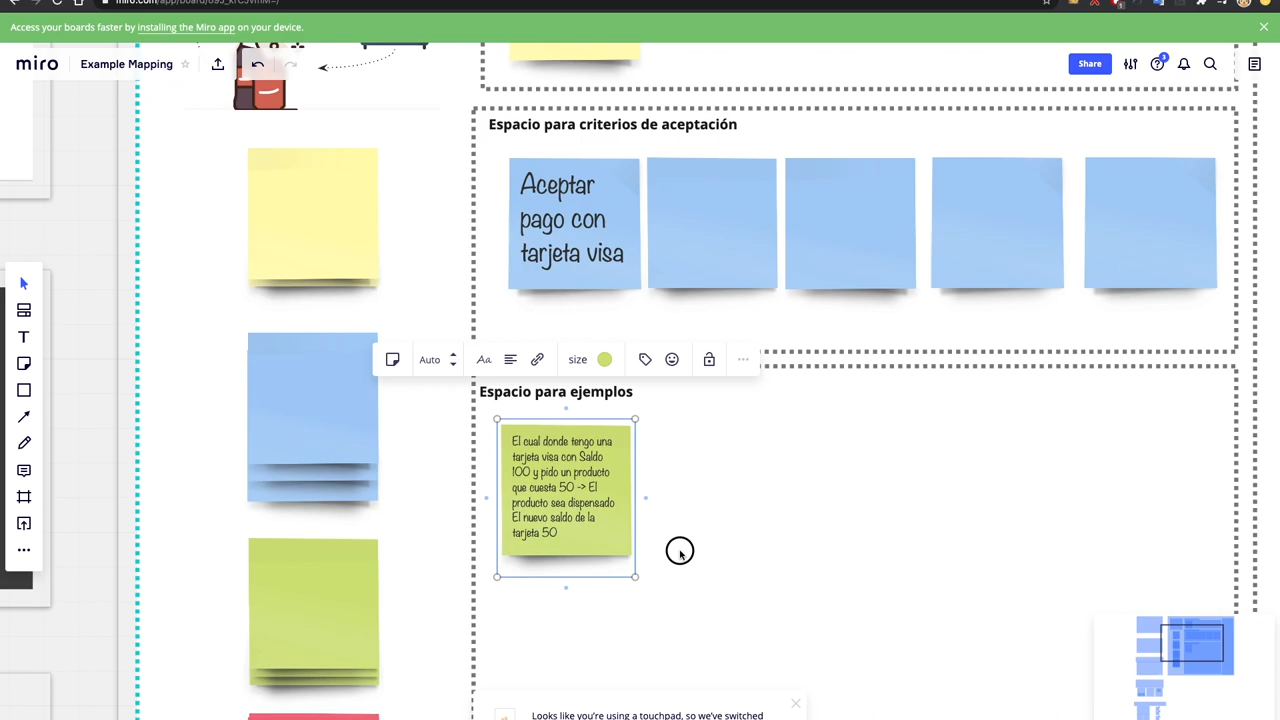 Access your boards faster by installing the Miro app on your device.
miro
Example Mapping
Share
3
Espacio para criterios de aceptación
Aceptar
pago con
tarjeta visa
Auto
Aa
size
Espacio para ejemplos
El cual donde tengo una
tarjeta visa con Saldo
100 y pido un producto
que cuesta 50 -> El
producto sea dispensado
El nuevo saldo de la
tarjeta 50
T
Looks like you're using a touchpad, so we've switched